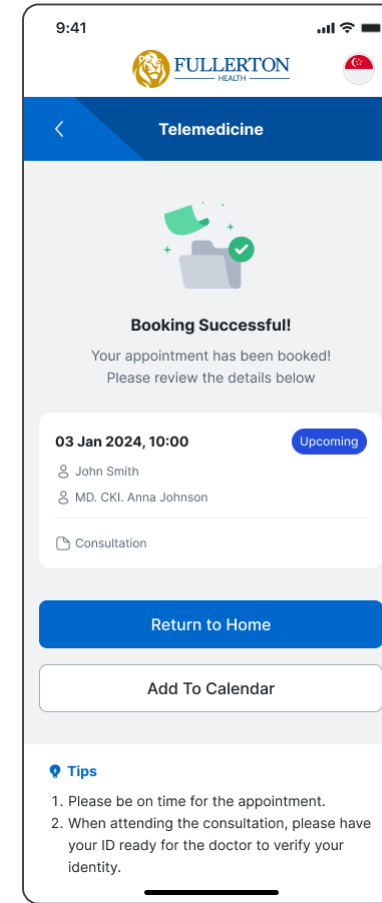 9:41
FULLERTON
HEALTH
Telemedicine
Booking Successful!
Your appointment has been booked!
Please review the details below
03 Jan 2024, 10:00
Upcoming
John Smith
MD. CKI. Anna Johnson
Consultation
Return to Home
Add To Calendar
Tips
1. Please be on time for the appointment.
2. When attending the consultation, please have
your ID ready for the doctor to verify your
identity.